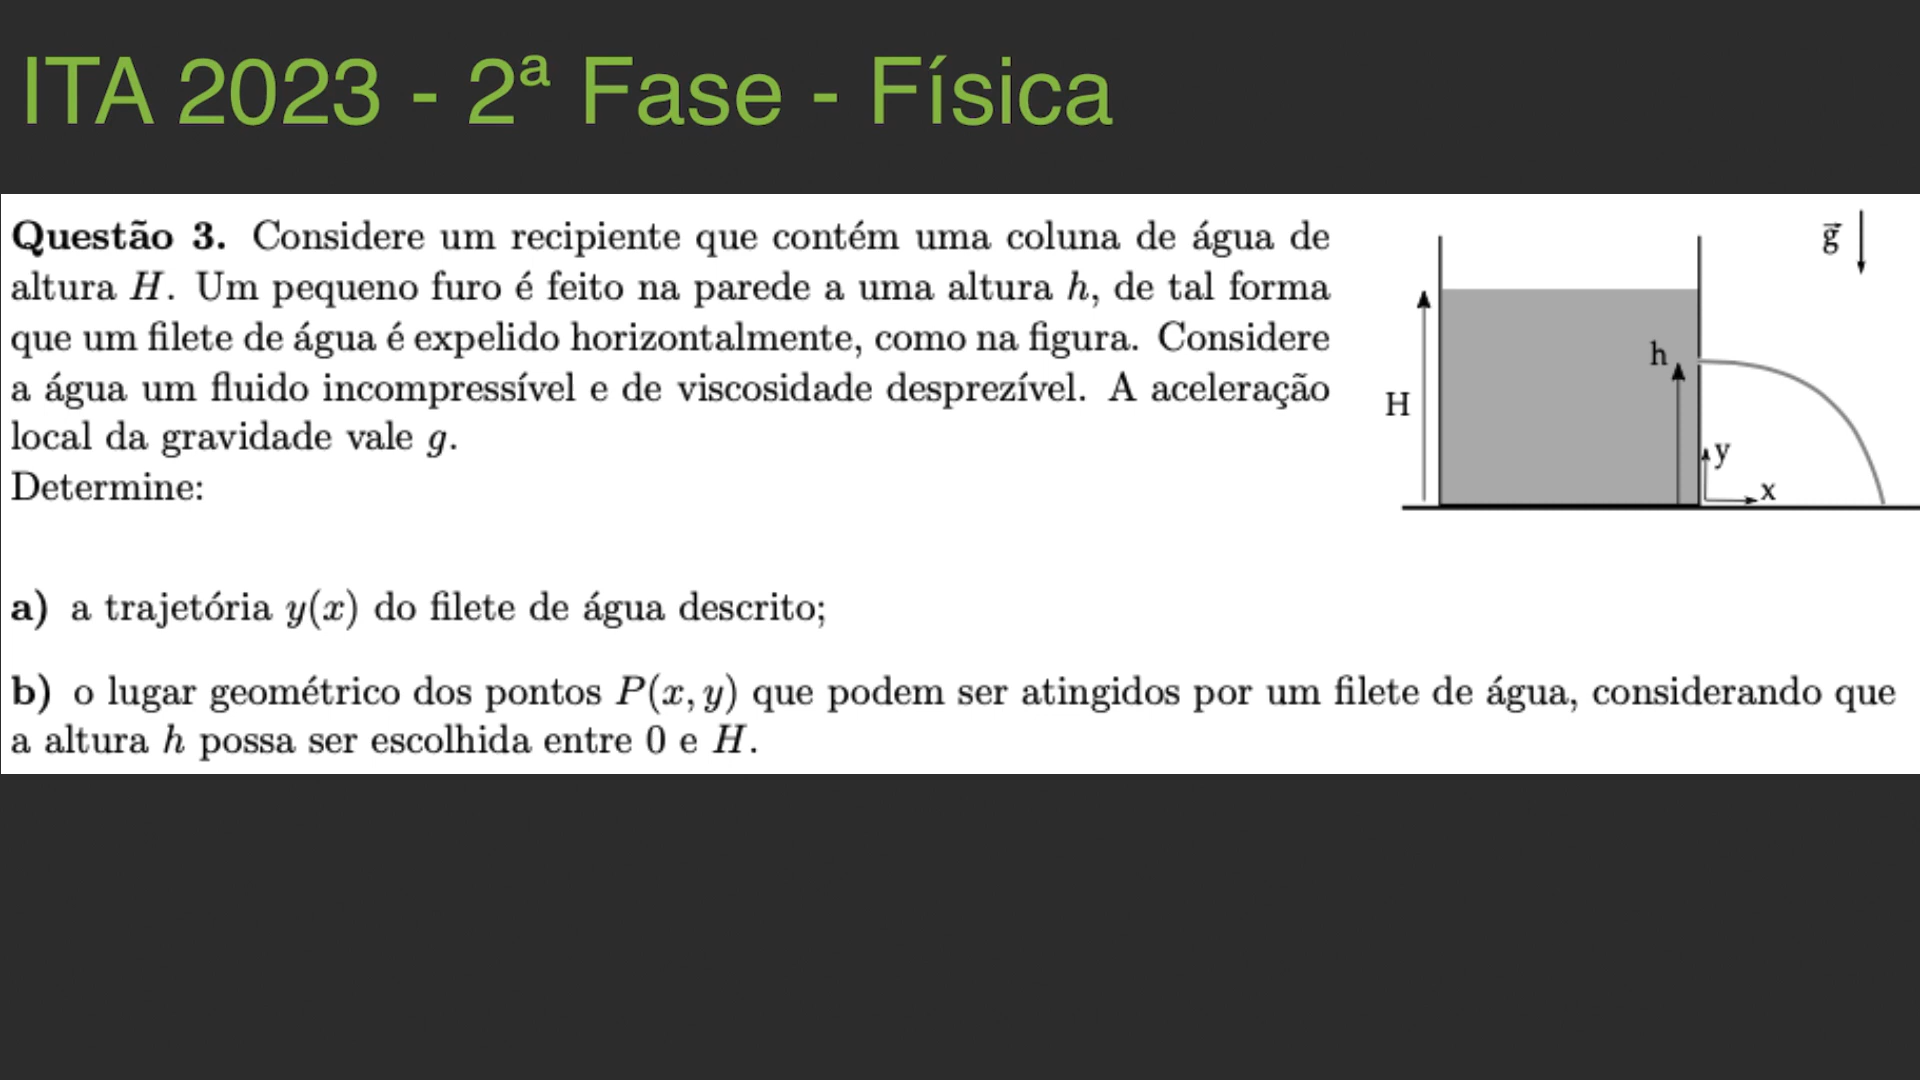 ITA 2023 - 2ª Fase - Física
Questão 3. Considere um recipiente que contém uma coluna de água de
altura H. Um pequeno furo é feito na parede a uma altura h, de tal forma
que um filete de água é expelido horizontalmente, como na figura. Considere
a água um fluido incompressível e de viscosidade desprezível. A aceleração
local da gravidade vale g.
Determine:
g
h
H
y
x
a) a trajetória y(x) do filete de água descrito;
b) o lugar geométrico dos pontos P(x, y) que podem ser atingidos por um filete de água, considerando que
a altura h possa ser escolhida entre 0 e H.